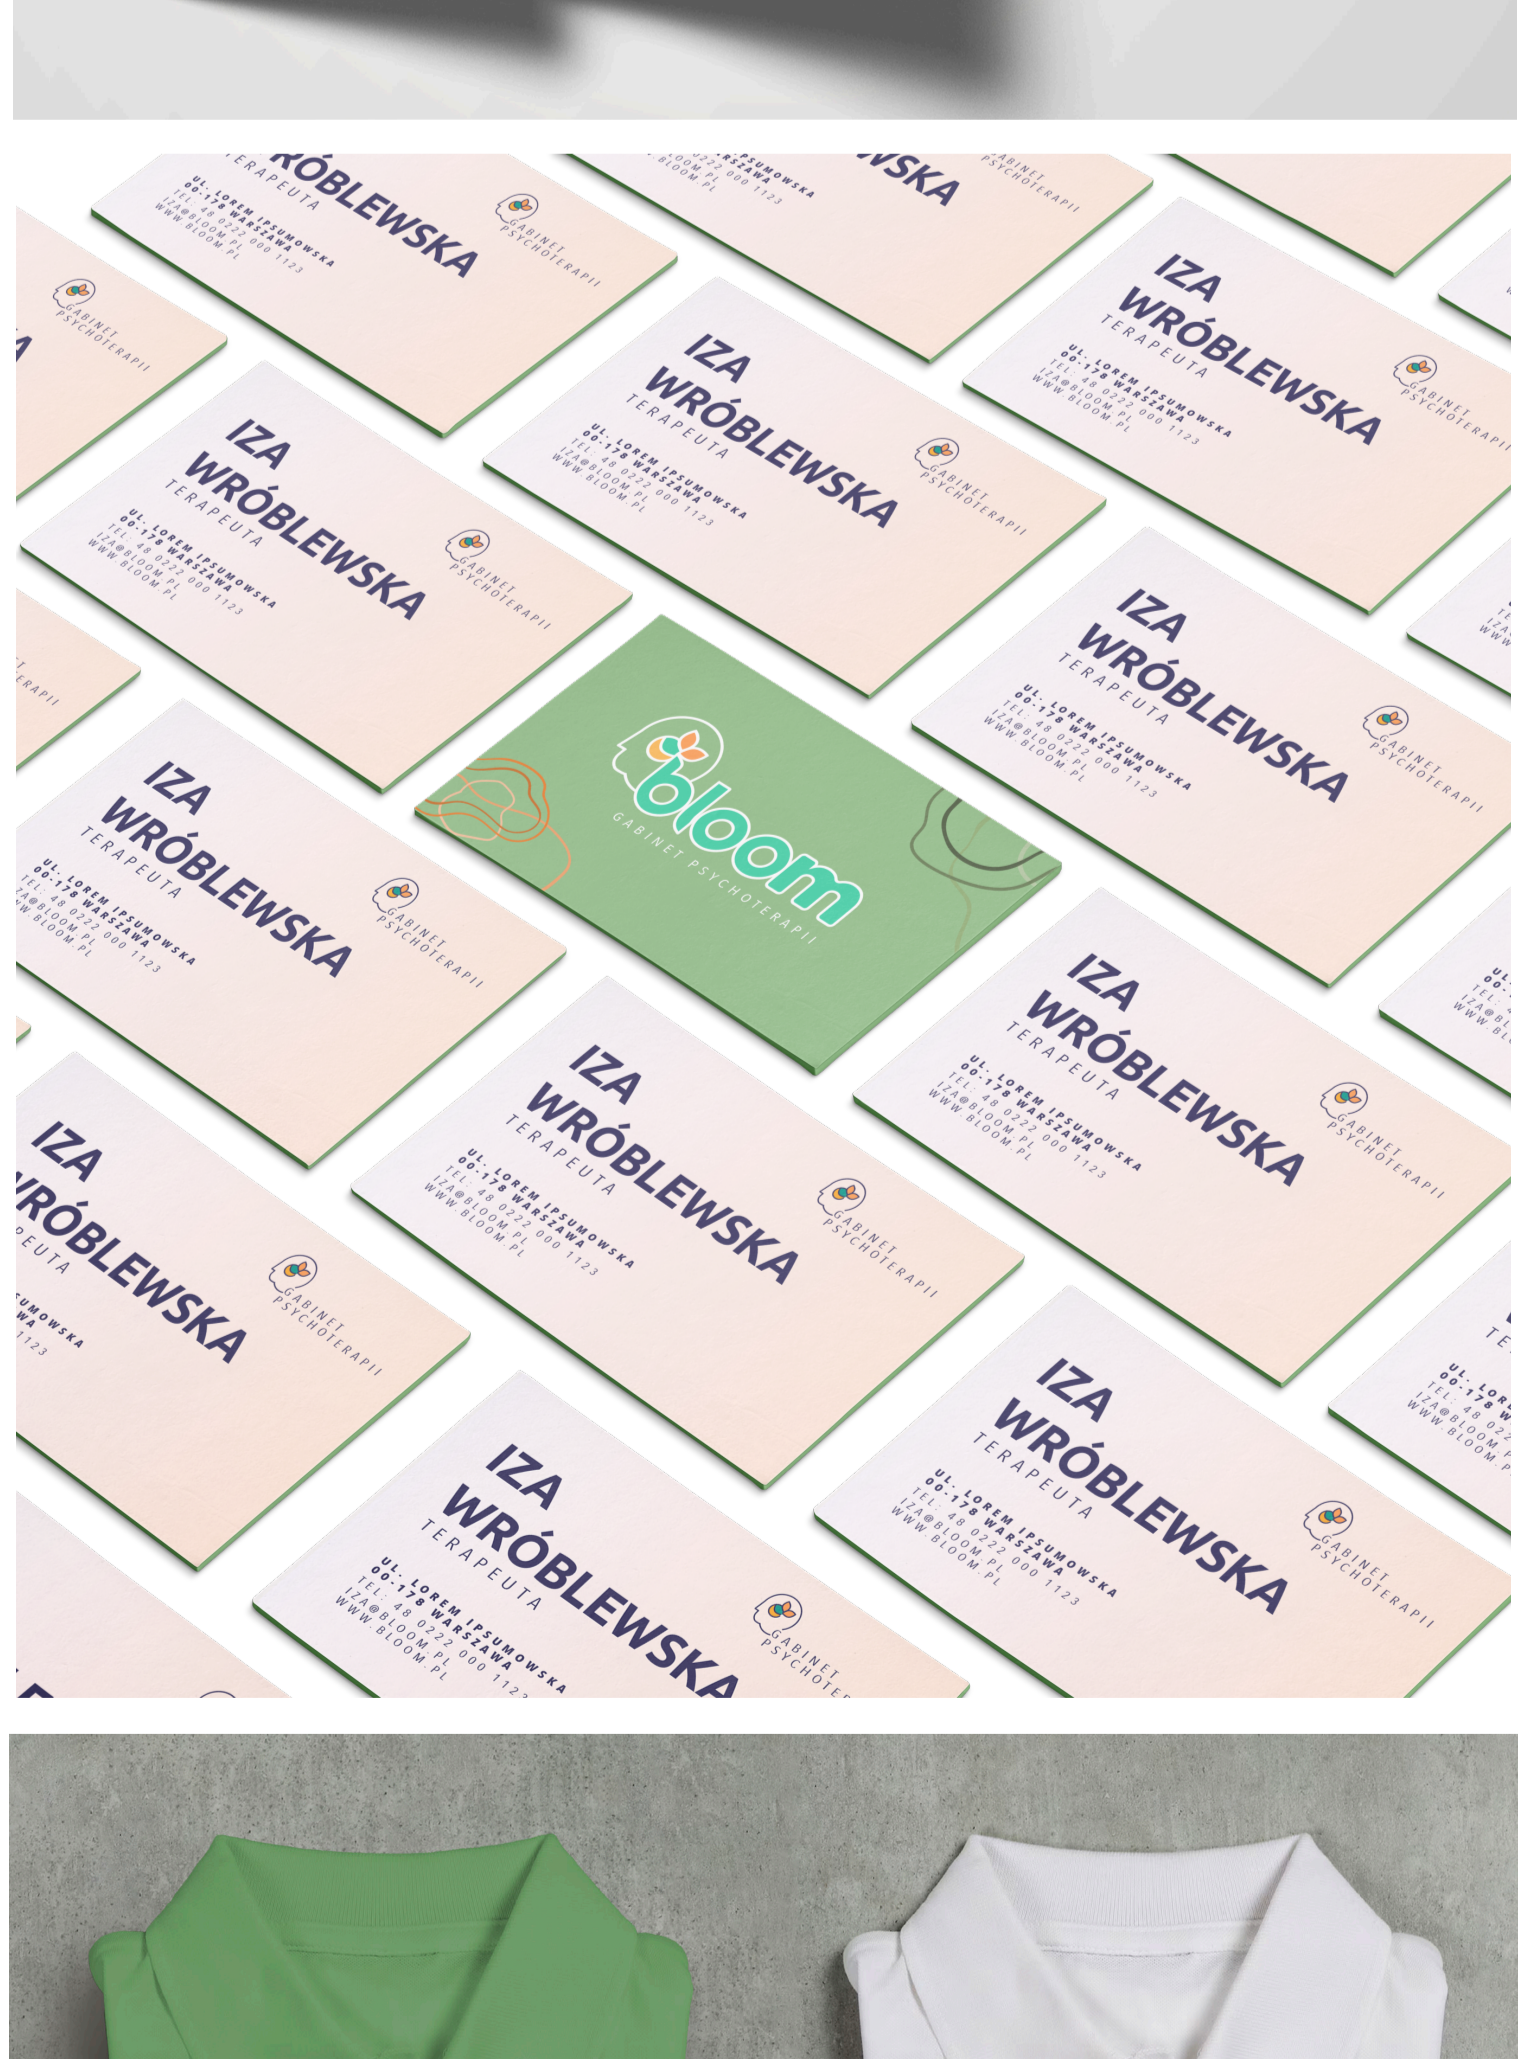 IZA
WRÓBLEWSKA
TERAPEUTA
UL. LOREM IPSUMOWSKA
00-178 WARSZAWA
TEL: 48 0222 000 1123
IZA@BLOOM.PL
WWW.BLOOM.PL
GABINET
PSYCHOTERAPII
bloom
GABINET PSYCHOTERAPII